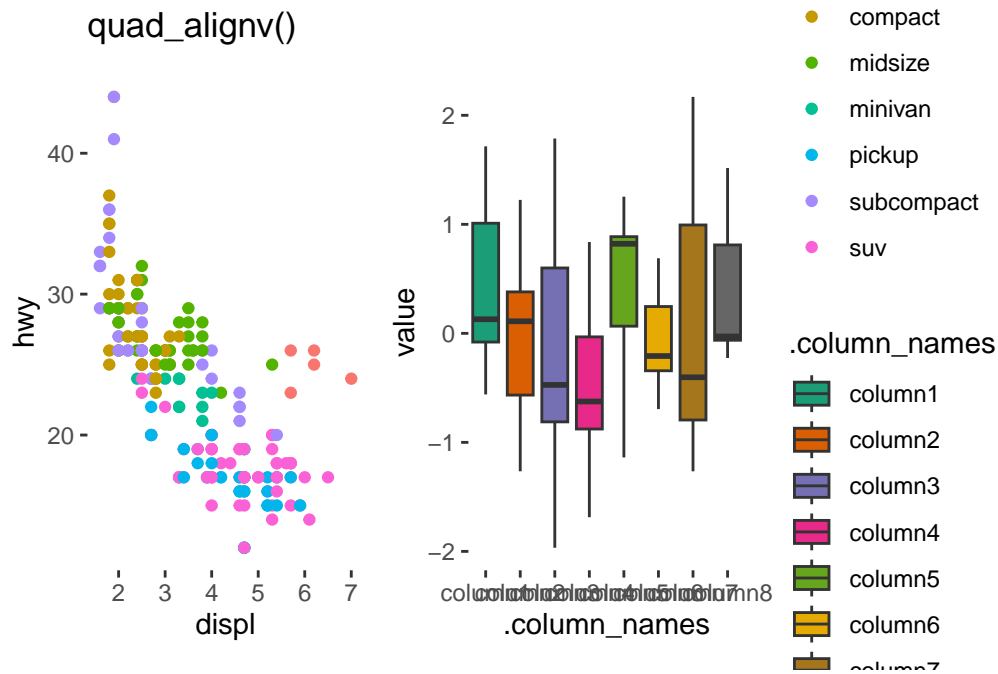 quad_alignv()
40
30
20
hwy
2 3 4 5 6 7
displ
2
1
0
−1
−2
value
.column_names
compact
midsize
minivan
pickup
subcompact
suv
.column_names
column1
column2
column3
column4
column5
column6
column7